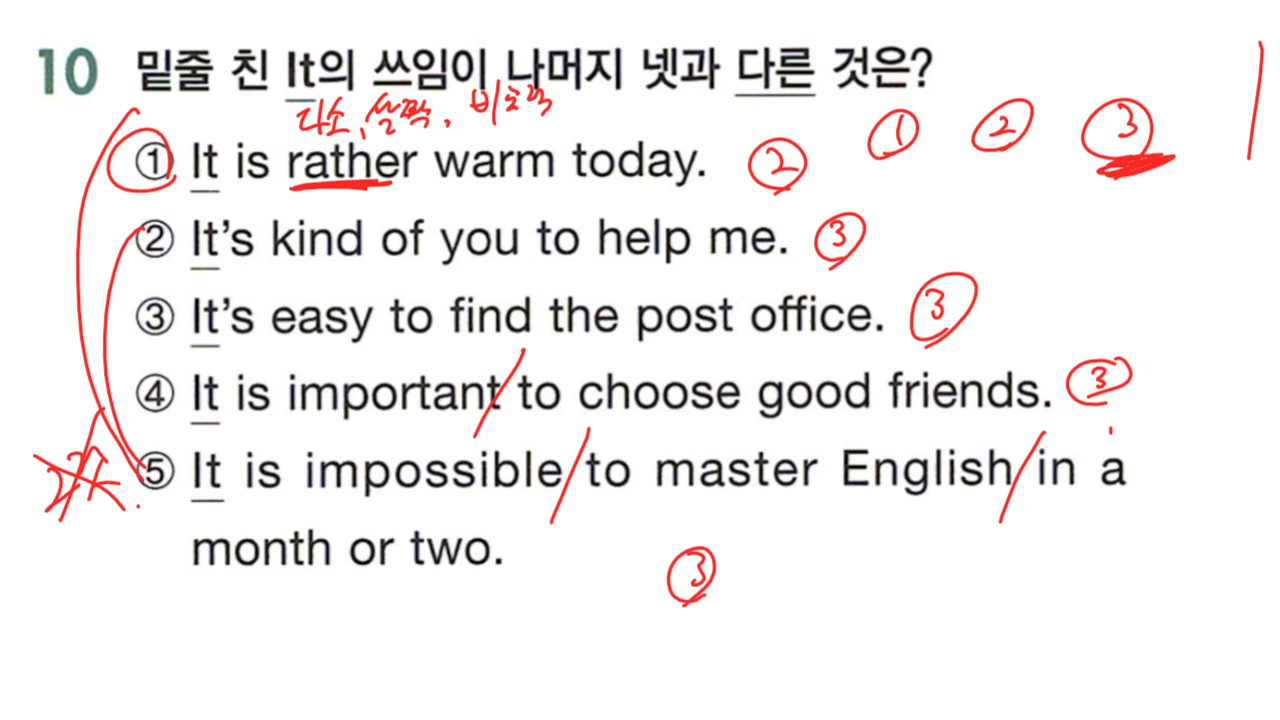 10 밑줄 친 It의 쓰임이 나머지 넷과 다른 것은?
다소, 살짝, 비교적
① ② ③
① It is rather warm today. ②
② It's kind of you to help me. ③
③ It's easy to find the post office. ③
④ It is important / to choose good friends. ③
⑤ It is impossible / to master English / in a
month or two.
③